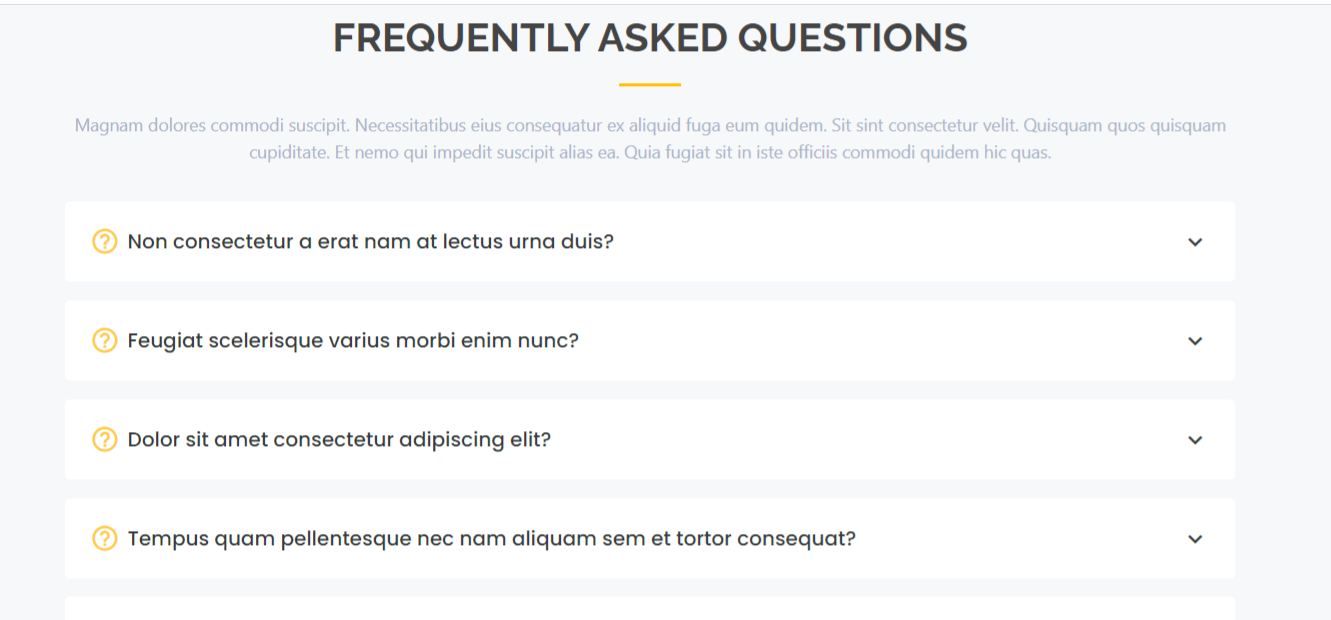 FREQUENTLY ASKED QUESTIONS
Magnam dolores commodi suscipit. Necessitatibus eius consequatur ex aliquid fuga eum quidem. Sit sint consectetur velit. Quisquam quos quisquam
cupiditate. Et nemo qui impedit suscipit alias ea. Quia fugiat sit in iste officiis commodi quidem hic quas.
Non consectetur a erat nam at lectus urna duis?
Feugiat scelerisque varius morbi enim nunc?
Dolor sit amet consectetur adipiscing elit?
Tempus quam pellentesque nec nam aliquam sem et tortor consequat?